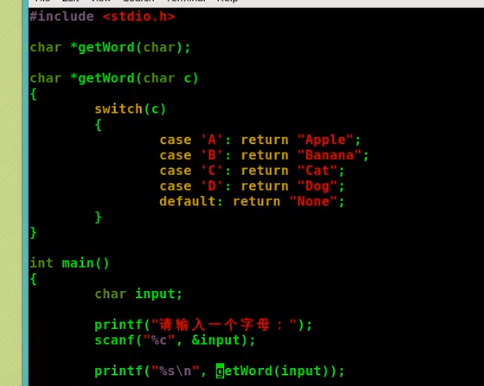 #include <stdio.h>
char *getWord(char);
char *getWord(char c)
{
switch(c)
{
case 'A': return "Apple";
case 'B': return "Banana";
case 'C': return "Cat";
case 'D': return "Dog";
default: return "None";
}
}
int main()
{
char input;
printf("请输入一个字母：");
scanf("%c", &input);
printf("%s\n", getWord(input));